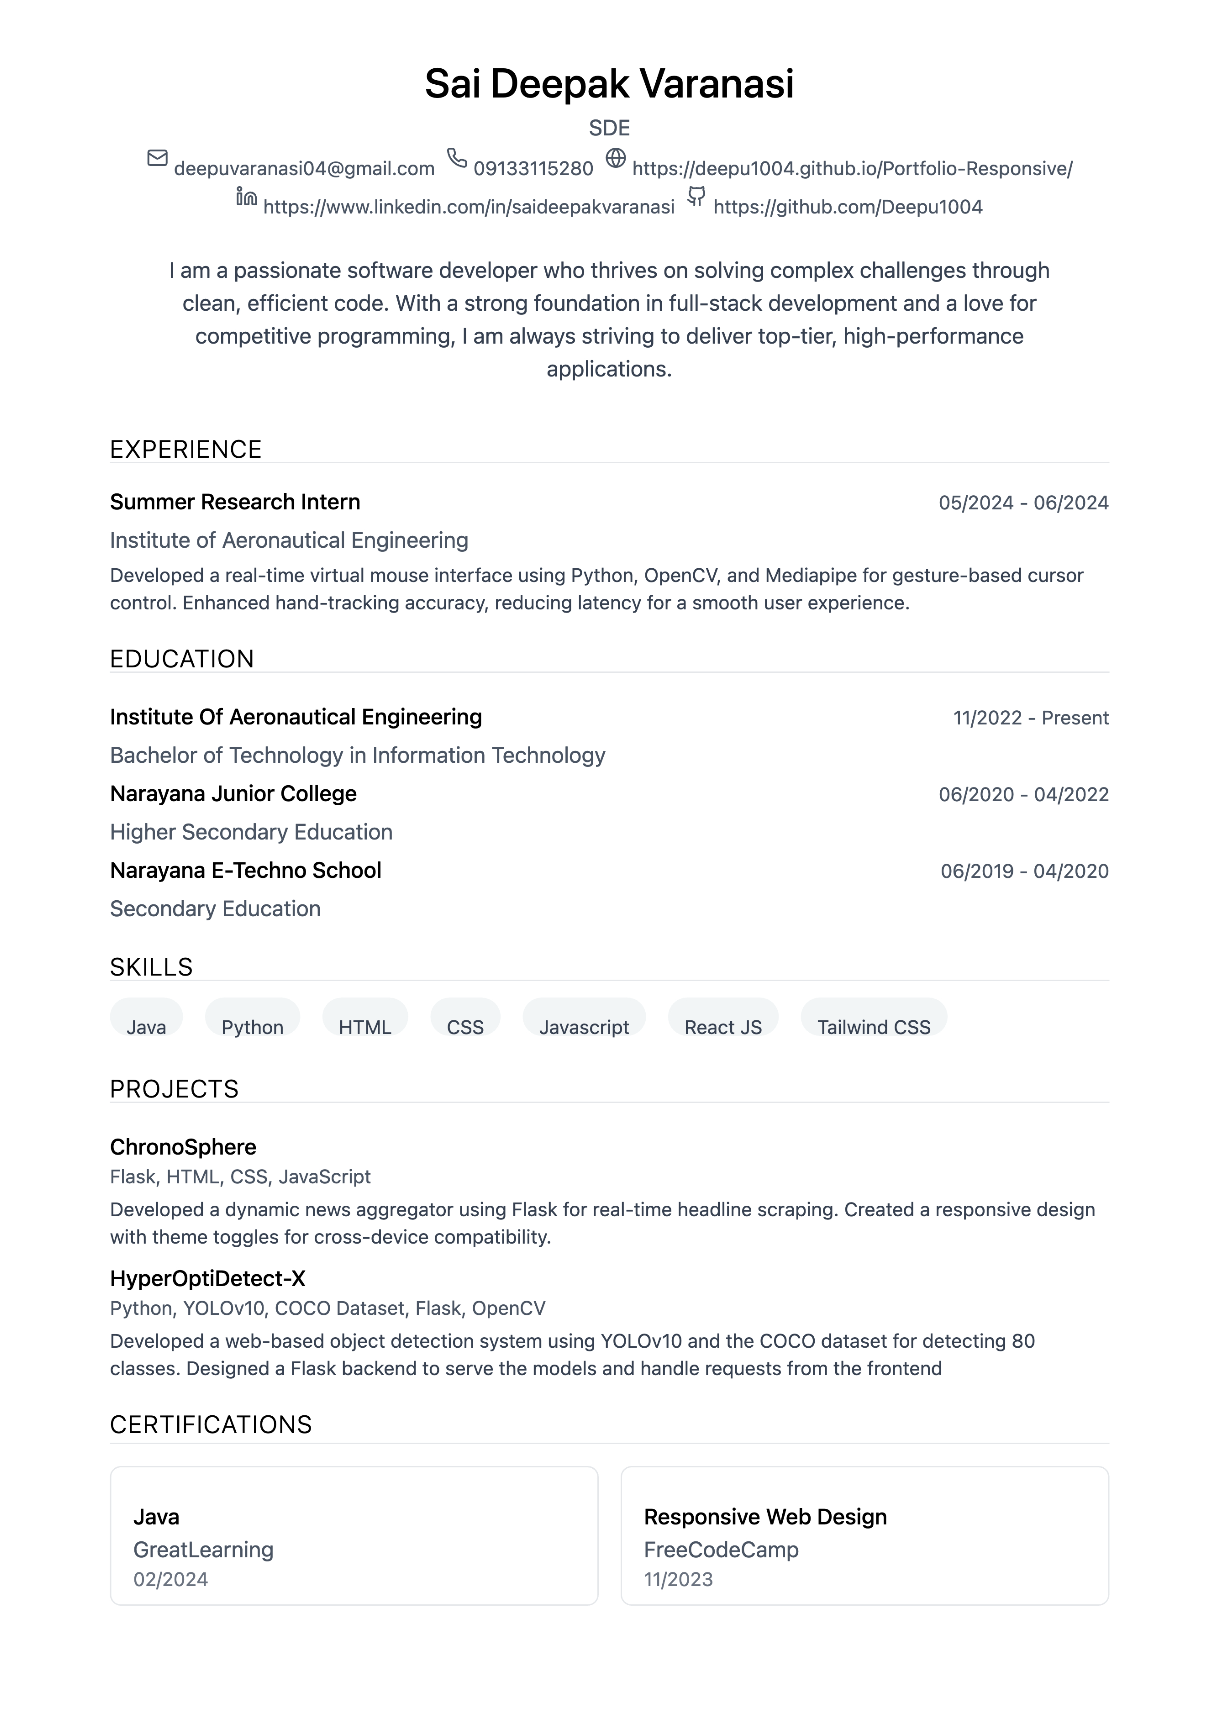 Sai Deepak Varanasi
SDE
deepuvaranasi04@gmail.com 09133115280 https://deepu1004.github.io/Portfolio-Responsive/
https://www.linkedin.com/in/saideepakvaranasi https://github.com/Deepu1004
I am a passionate software developer who thrives on solving complex challenges through
clean, efficient code. With a strong foundation in full-stack development and a love for
competitive programming, I am always striving to deliver top-tier, high-performance
applications.
EXPERIENCE
Summer Research Intern 05/2024 - 06/2024
Institute of Aeronautical Engineering
Developed a real-time virtual mouse interface using Python, OpenCV, and Mediapipe for gesture-based cursor
control. Enhanced hand-tracking accuracy, reducing latency for a smooth user experience.
EDUCATION
Institute Of Aeronautical Engineering 11/2022 - Present
Bachelor of Technology in Information Technology
Narayana Junior College 06/2020 - 04/2022
Higher Secondary Education
Narayana E-Techno School 06/2019 - 04/2020
Secondary Education
SKILLS
Java Python HTML CSS Javascript React JS Tailwind CSS
PROJECTS
ChronoSphere
Flask, HTML, CSS, JavaScript
Developed a dynamic news aggregator using Flask for real-time headline scraping. Created a responsive design
with theme toggles for cross-device compatibility.
HyperOptiDetect-X
Python, YOLOv10, COCO Dataset, Flask, OpenCV
Developed a web-based object detection system using YOLOv10 and the COCO dataset for detecting 80
classes. Designed a Flask backend to serve the models and handle requests from the frontend
CERTIFICATIONS
Java
GreatLearning
02/2024
Responsive Web Design
FreeCodeCamp
11/2023